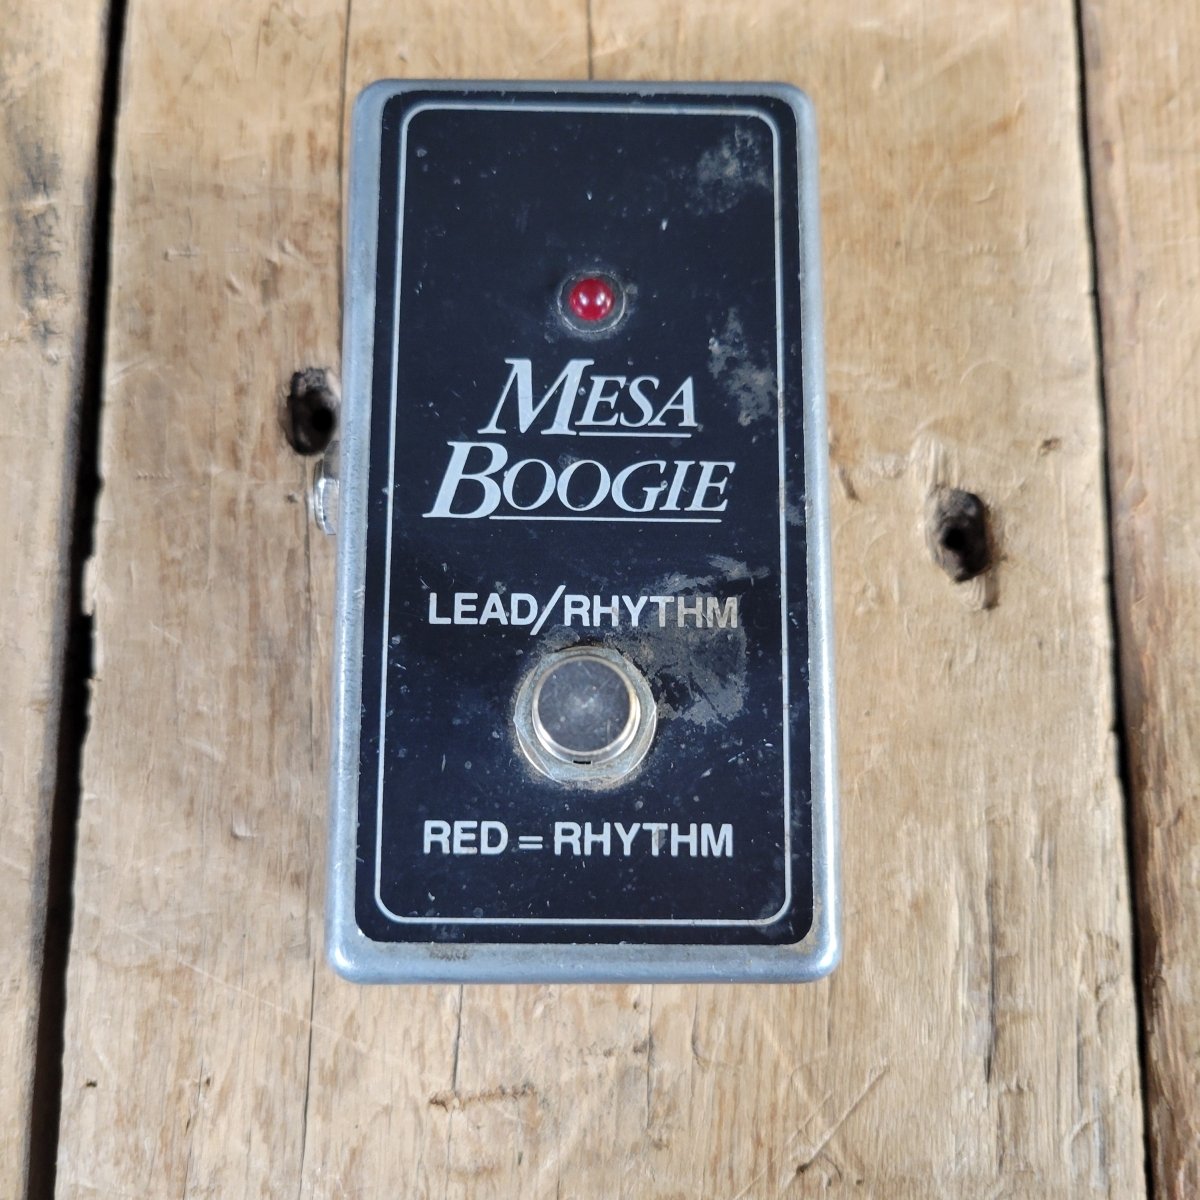 MESA
BOOGIE
LEAD/RHYTHM
RED = RHYTHM